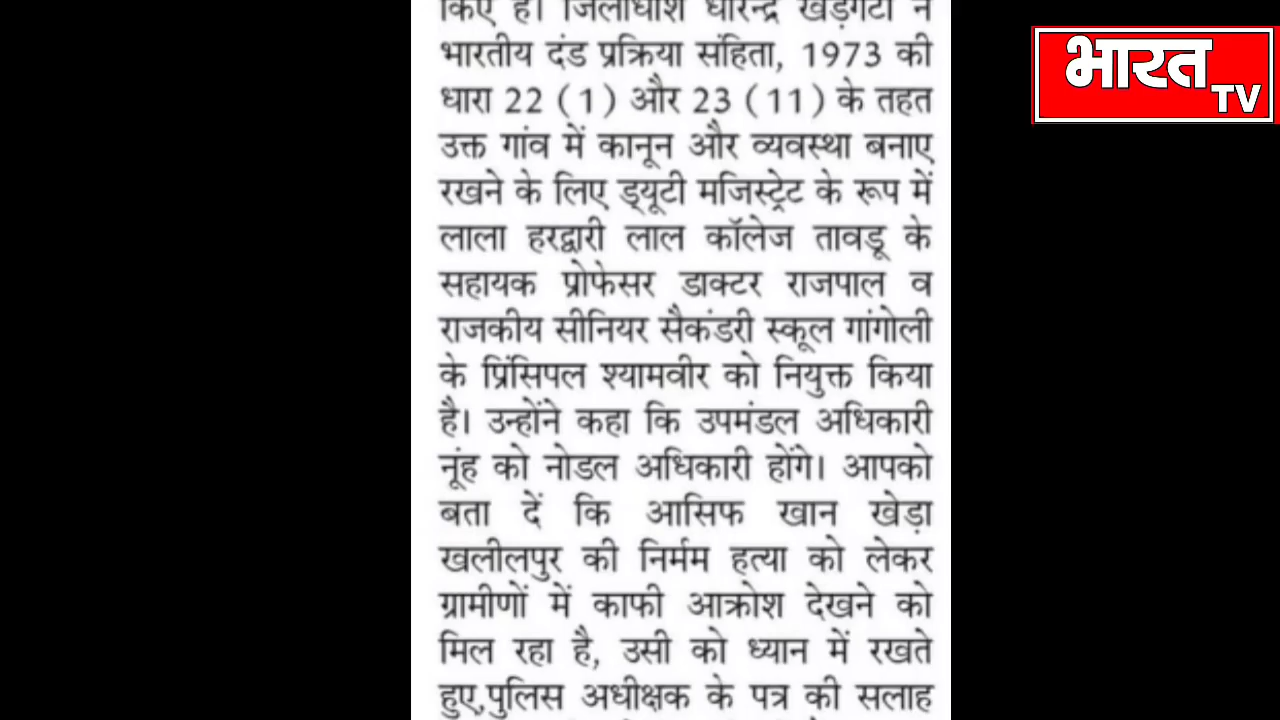 किए हैं। जिलाधीश धीरेन्द्र खड़गटा ने
भारतीय दंड प्रक्रिया संहिता, 1973 की
धारा 22 (1) और 23 (11) के तहत
उक्त गांव में कानून और व्यवस्था बनाए
रखने के लिए ड्यूटी मजिस्ट्रेट के रूप में
लाला हरद्वारी लाल कॉलेज तावडू के
सहायक प्रोफेसर डाक्टर राजपाल व
राजकीय सीनियर सैकंडरी स्कूल गांगोली
के प्रिंसिपल श्यामवीर को नियुक्त किया
है। उन्होंने कहा कि उपमंडल अधिकारी
नूंह को नोडल अधिकारी होंगे। आपको
बता दें कि आसिफ खान खेड़ा
खलीलपुर की निर्मम हत्या को लेकर
ग्रामीणों में काफी आक्रोश देखने को
मिल रहा है, उसी को ध्यान में रखते
हुए,पुलिस अधीक्षक के पत्र की सलाह
भारत
TV